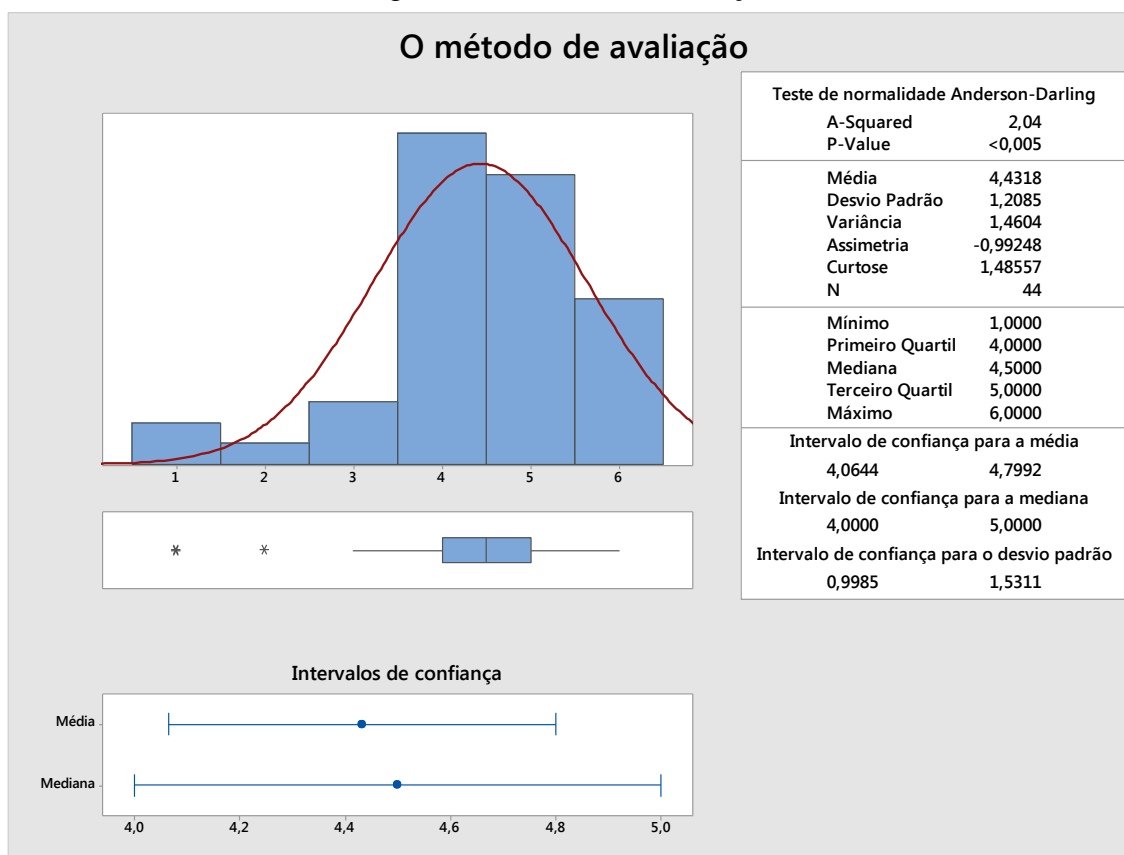 O método de avaliação
1 2 3 4 5 6
Intervalos de confiança
Média
Mediana
4,0 4,2 4,4 4,6 4,8 5,0
Teste de normalidade Anderson-Darling
A-Squared 2,04
P-Value <0,005
Média 4,4318
Desvio Padrão 1,2085
Variância 1,4604
Assimetria -0,99248
Curtose 1,48557
N 44
Mínimo 1,0000
Primeiro Quartil 4,0000
Mediana 4,5000
Terceiro Quartil 5,0000
Máximo 6,0000
Intervalo de confiança para a média
4,0644 4,7992
Intervalo de confiança para a mediana
4,0000 5,0000
Intervalo de confiança para o desvio padrão
0,9985 1,5311